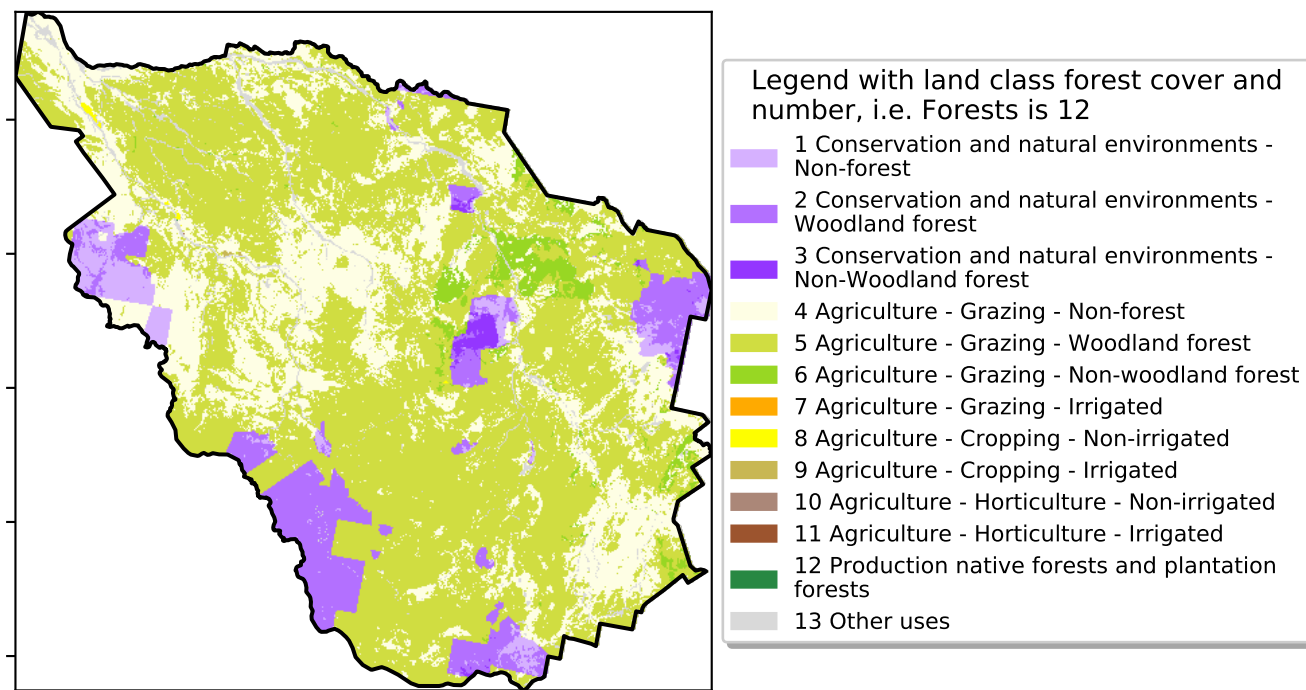 Legend with land class forest cover and
number, i.e. Forests is 12
1 Conservation and natural environments -
Non-forest
2 Conservation and natural environments -
Woodland forest
3 Conservation and natural environments -
Non-Woodland forest
4 Agriculture - Grazing - Non-forest
5 Agriculture - Grazing - Woodland forest
6 Agriculture - Grazing - Non-woodland forest
7 Agriculture - Grazing - Irrigated
8 Agriculture - Cropping - Non-irrigated
9 Agriculture - Cropping - Irrigated
10 Agriculture - Horticulture - Non-irrigated
11 Agriculture - Horticulture - Irrigated
12 Production native forests and plantation
forests
13 Other uses